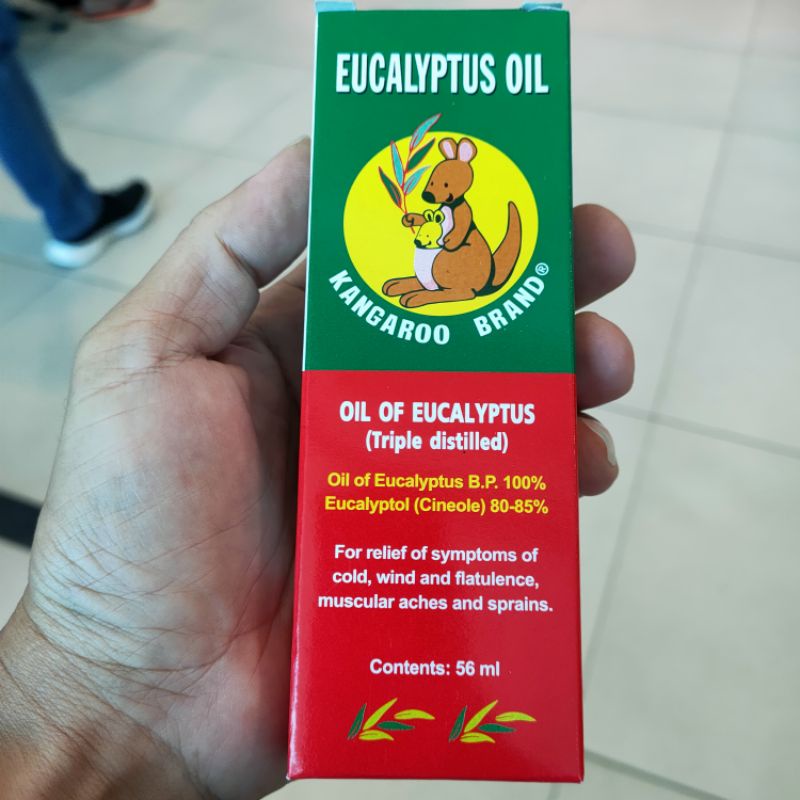 EUCALYPTUS OIL
KANGAROO BRAND®
OIL OF EUCALYPTUS
(Triple distilled)
Oil of Eucalyptus B.P. 100%
Eucalyptol (Cineole) 80-85%
For relief of symptoms of
cold, wind and flatulence,
muscular aches and sprains.
Contents: 56 ml